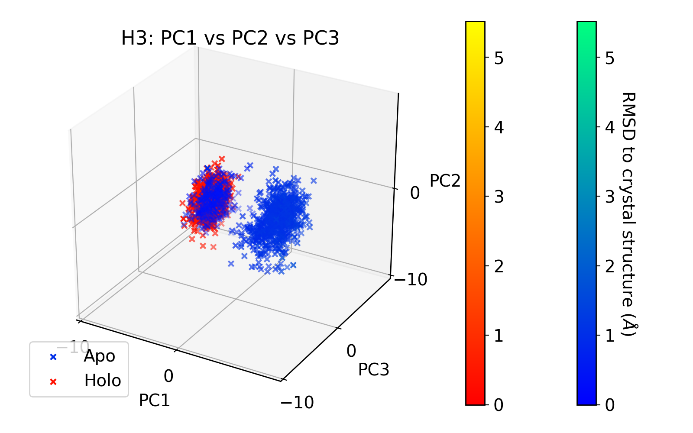 H3: PC1 vs PC2 vs PC3
5
4
3
2
1
0
5
4
3
2
1
0
RMSD to crystal structure (Å)
PC2
0
−10
0
PC3
−10
−10
0
PC1
Apo
Holo